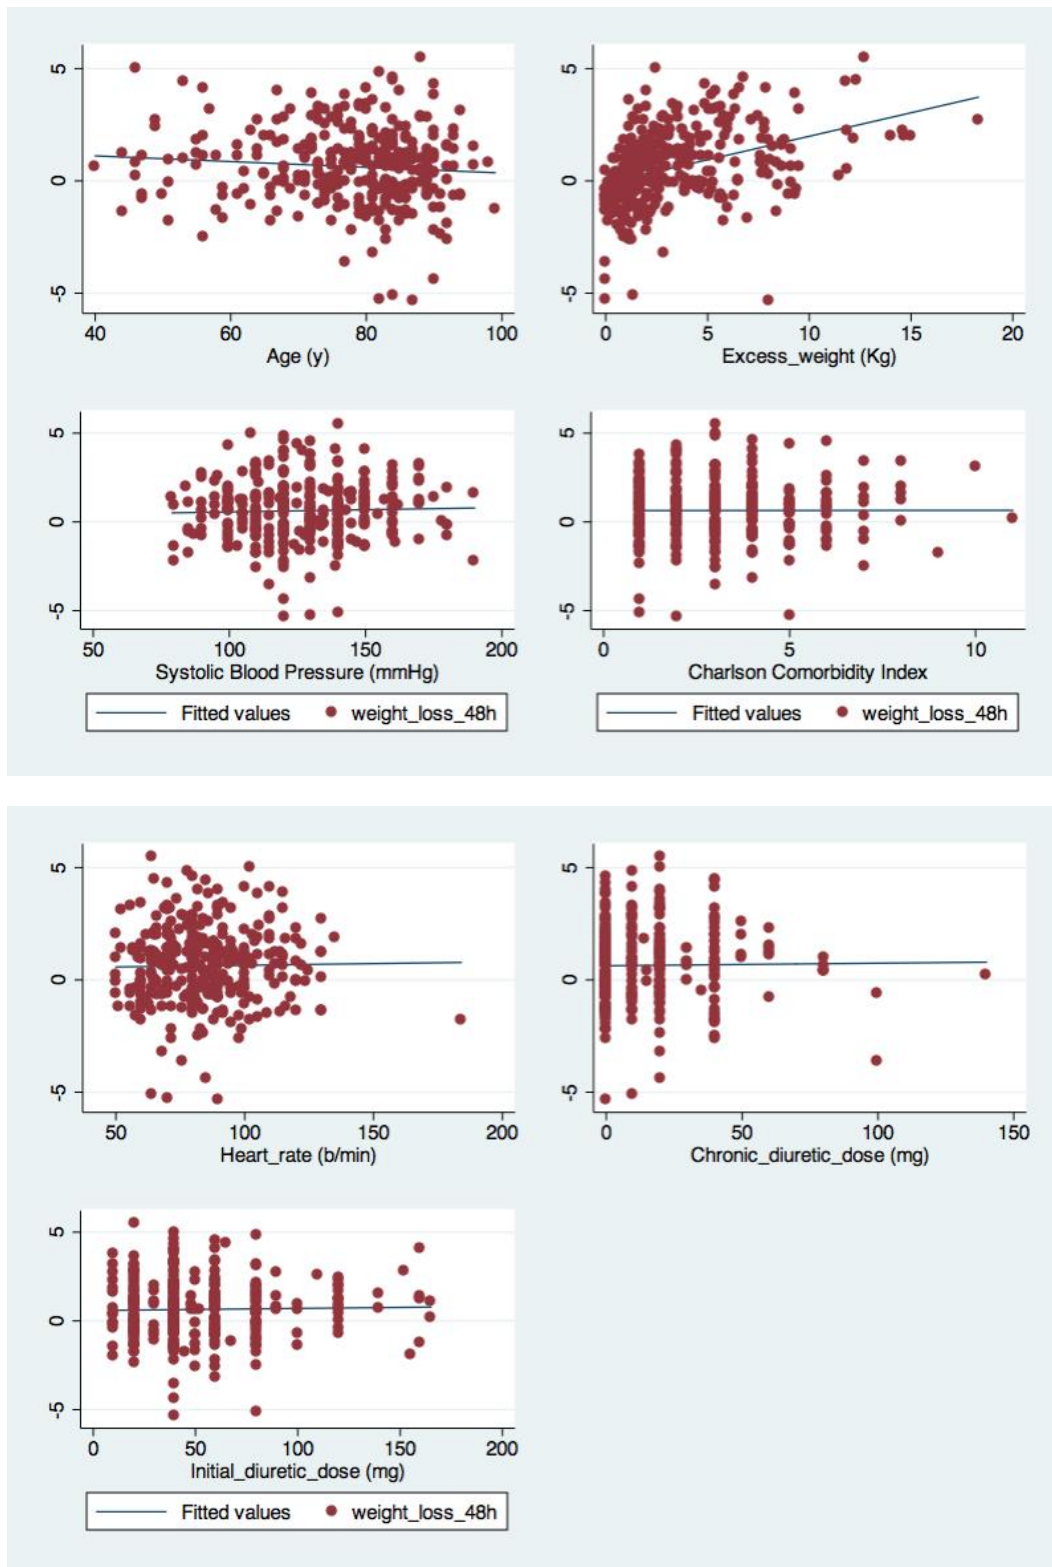 5
0
-5
40 60 80 100
Age (y)
5
0
-5
0 5 10 15 20
Excess_weight (Kg)
5
0
-5
50 100 150 200
Systolic Blood Pressure (mmHg)
Fitted values weight_loss_48h
5
0
-5
0 5 10
Charlson Comorbidity Index
Fitted values weight_loss_48h
5
0
-5
50 100 150 200
Heart_rate (b/min)
5
0
-5
0 50 100 150
Chronic_diuretic_dose (mg)
5
0
-5
0 50 100 150 200
Initial_diuretic_dose (mg)
Fitted values weight_loss_48h